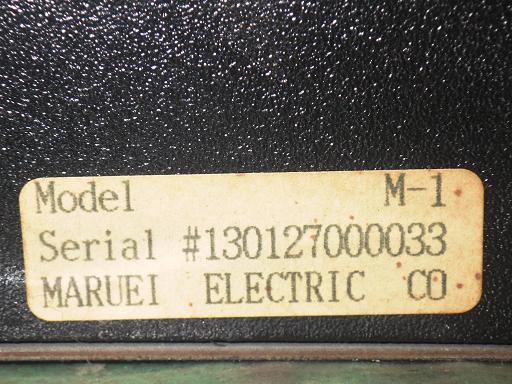 Model M-1
Serial #130127000033
MARUEI ELECTRIC CO